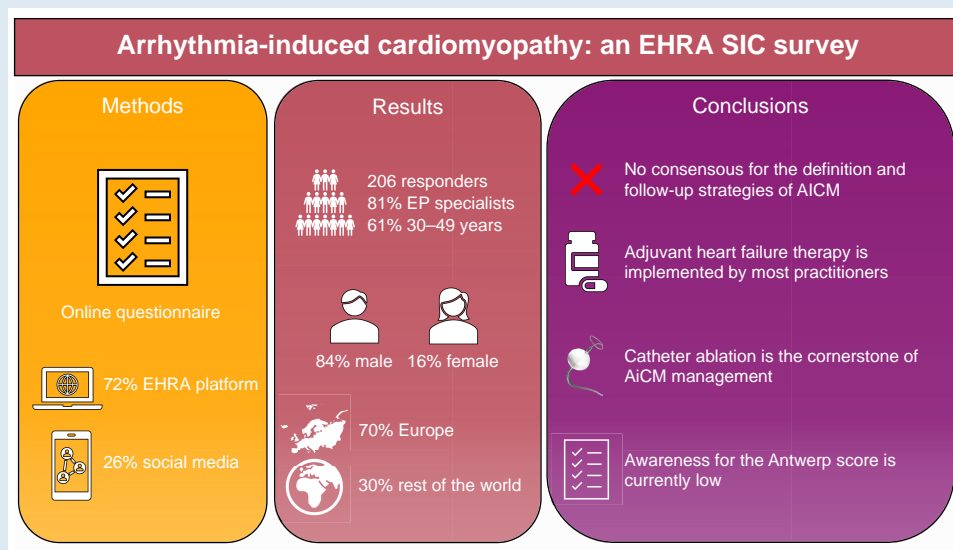 Arrhythmia-induced cardiomyopathy: an EHRA SIC survey
Methods
Online questionnaire
72% EHRA platform
26% social media
Results
206 responders
81% EP specialists
61% 30–49 years
84% male
16% female
70% Europe
30% rest of the world
Conclusions
No consensous for the definition and
follow-up strategies of AICM
Adjuvant heart failure therapy is
implemented by most practitioners
Catheter ablation is the cornerstone of
AiCM management
Awareness for the Antwerp score is
currently low